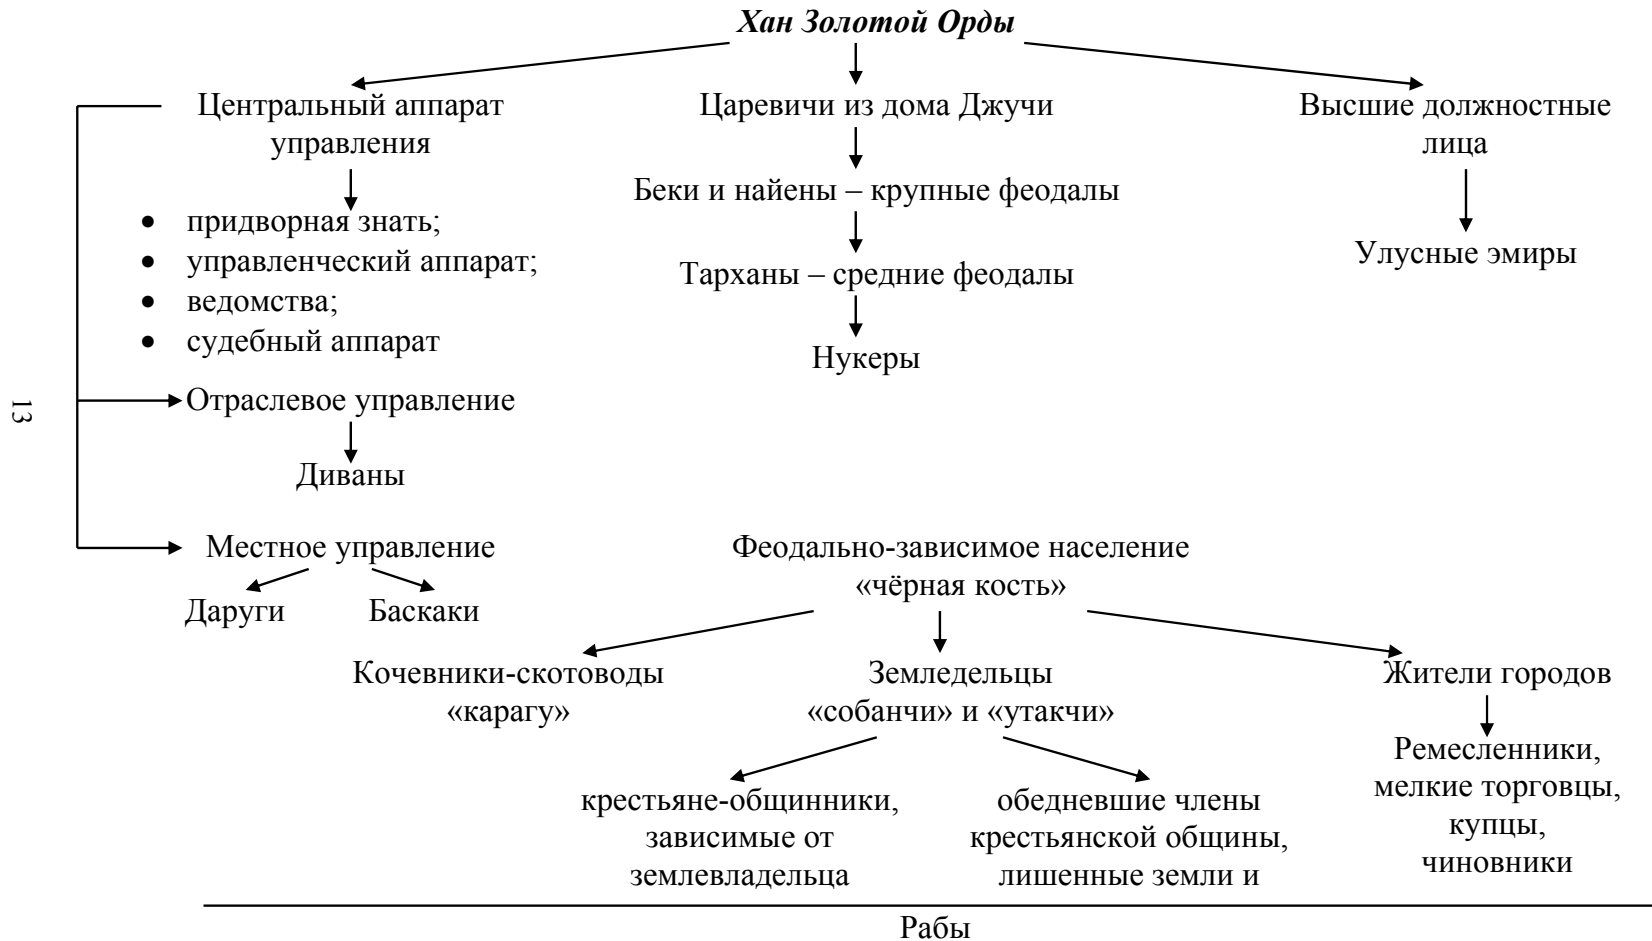 Хан Золотой Орды
Центральный аппарат
управления
Царевичи из дома Джучи
Высшие должностные
лица
Беки и найены – крупные феодалы
• придворная знать;
• управленческий аппарат;
• ведомства;
• судебный аппарат
Тарханы – средние феодалы
Улусные эмиры
Нукеры
13
Отраслевое управление
Диваны
Местное управление
Даруги
Баскаки
Феодально-зависимое население
«чёрная кость»
Кочевники-скотоводы
«карагу»
Земледельцы
«собанчи» и «утакчи»
Жители городов
крестьяне-общинники,
зависимые от
землевладельца
обедневшие члены
крестьянской общины,
лишенные земли и
Ремесленники,
мелкие торговцы,
купцы,
чиновники
Рабы